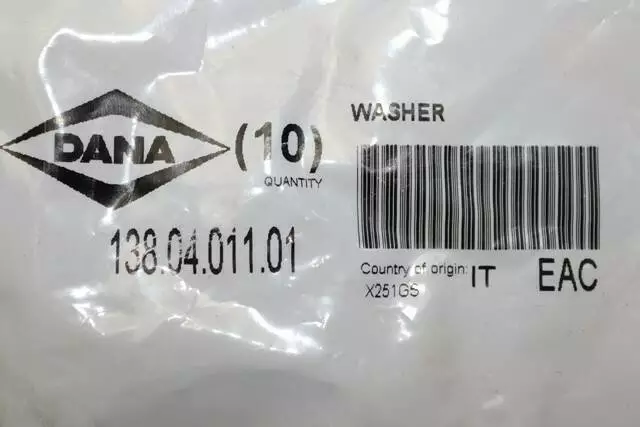 DANA
(10)
QUANTITY
138.04.011.01
WASHER
Country of origin: IT
X251GS
EAC